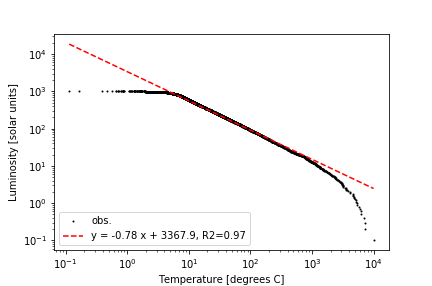 10⁴
10³
10²
10¹
10⁰
10⁻¹
Luminosity [solar units]
obs.
y = -0.78 x + 3367.9, R2=0.97
10⁻¹ 10⁰ 10¹ 10² 10³ 10⁴
Temperature [degrees C]